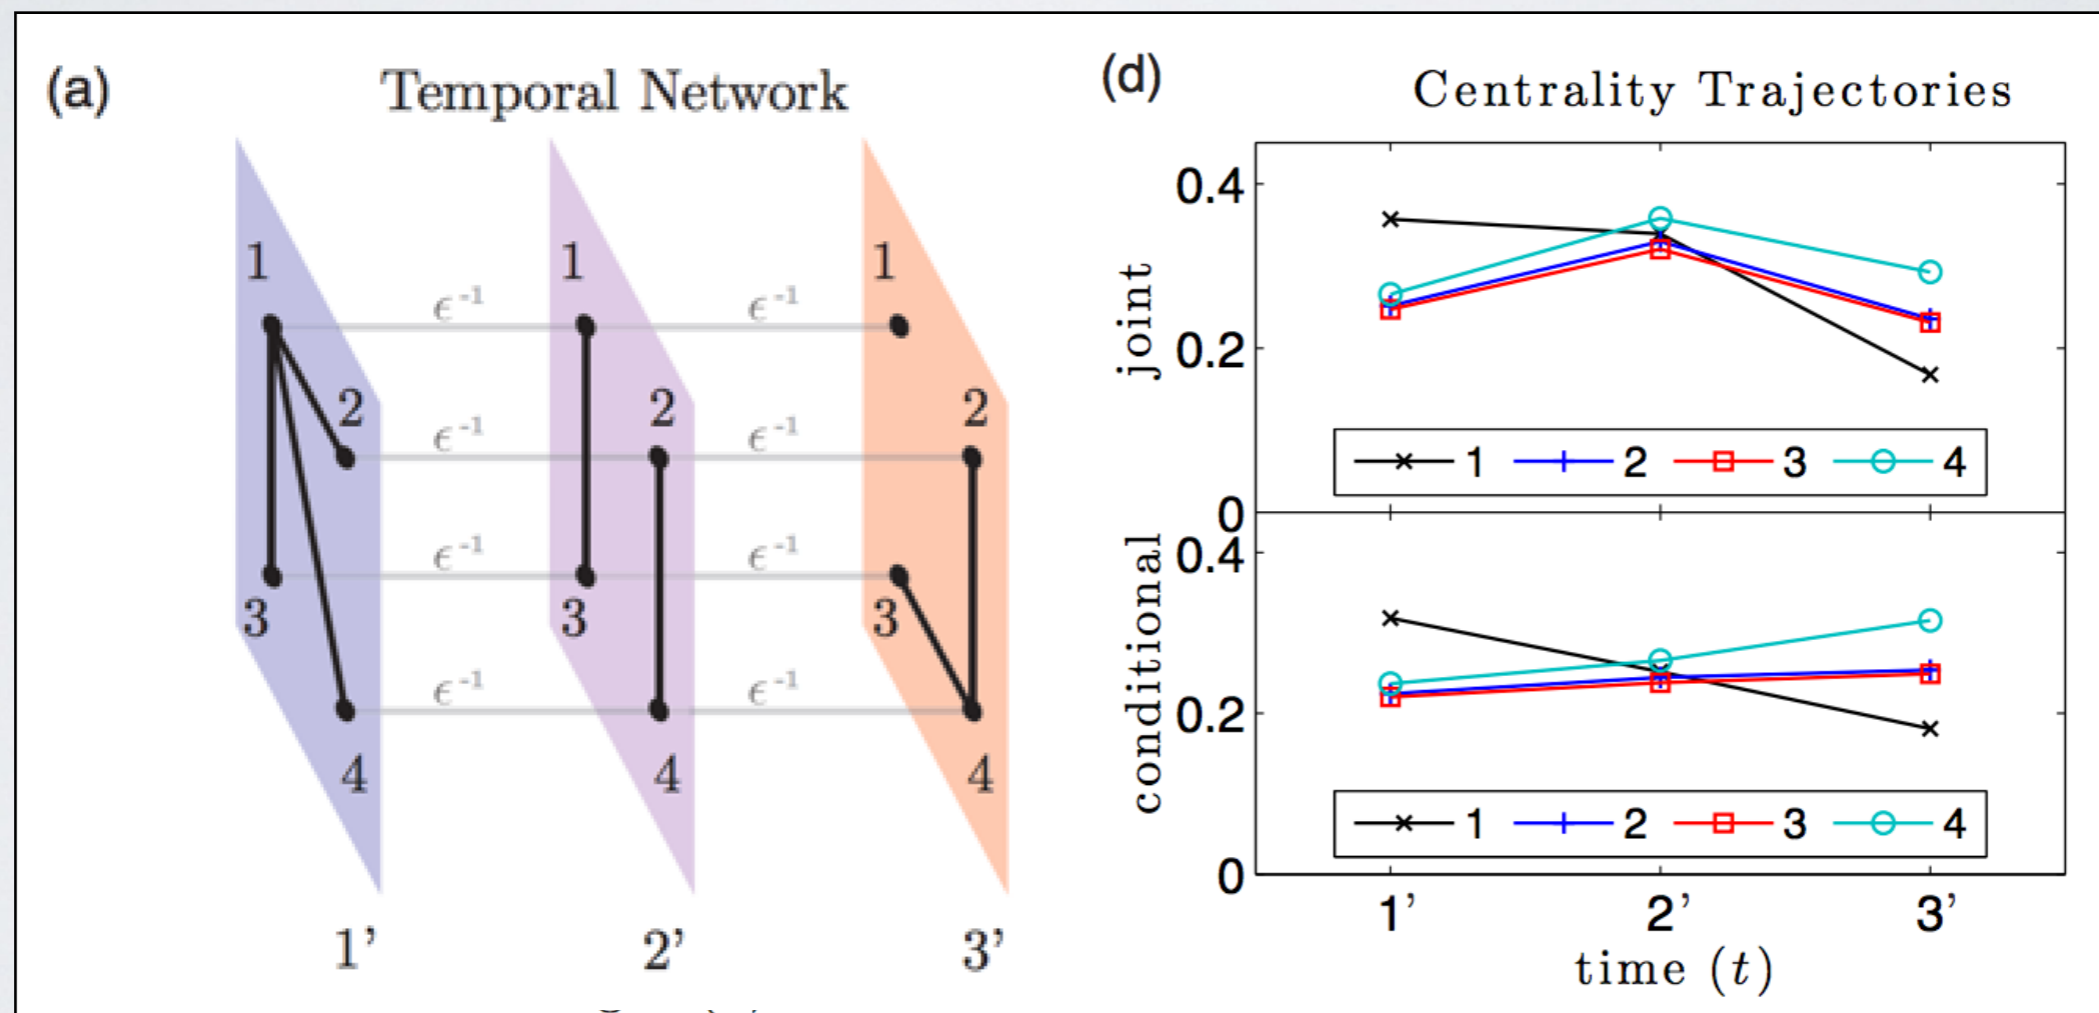 (a)
Temporal Network
1
1
1
ϵ⁻¹
ϵ⁻¹
2
2
2
ϵ⁻¹
ϵ⁻¹
ϵ⁻¹
ϵ⁻¹
3
3
3
ϵ⁻¹
ϵ⁻¹
4
4
4
1’
2’
3’
(d)
Centrality Trajectories
joint
0.4
0.2
0
1 2 3 4
conditional
0.4
0.2
0
1 2 3 4
1’ 2’ 3’
time (t)